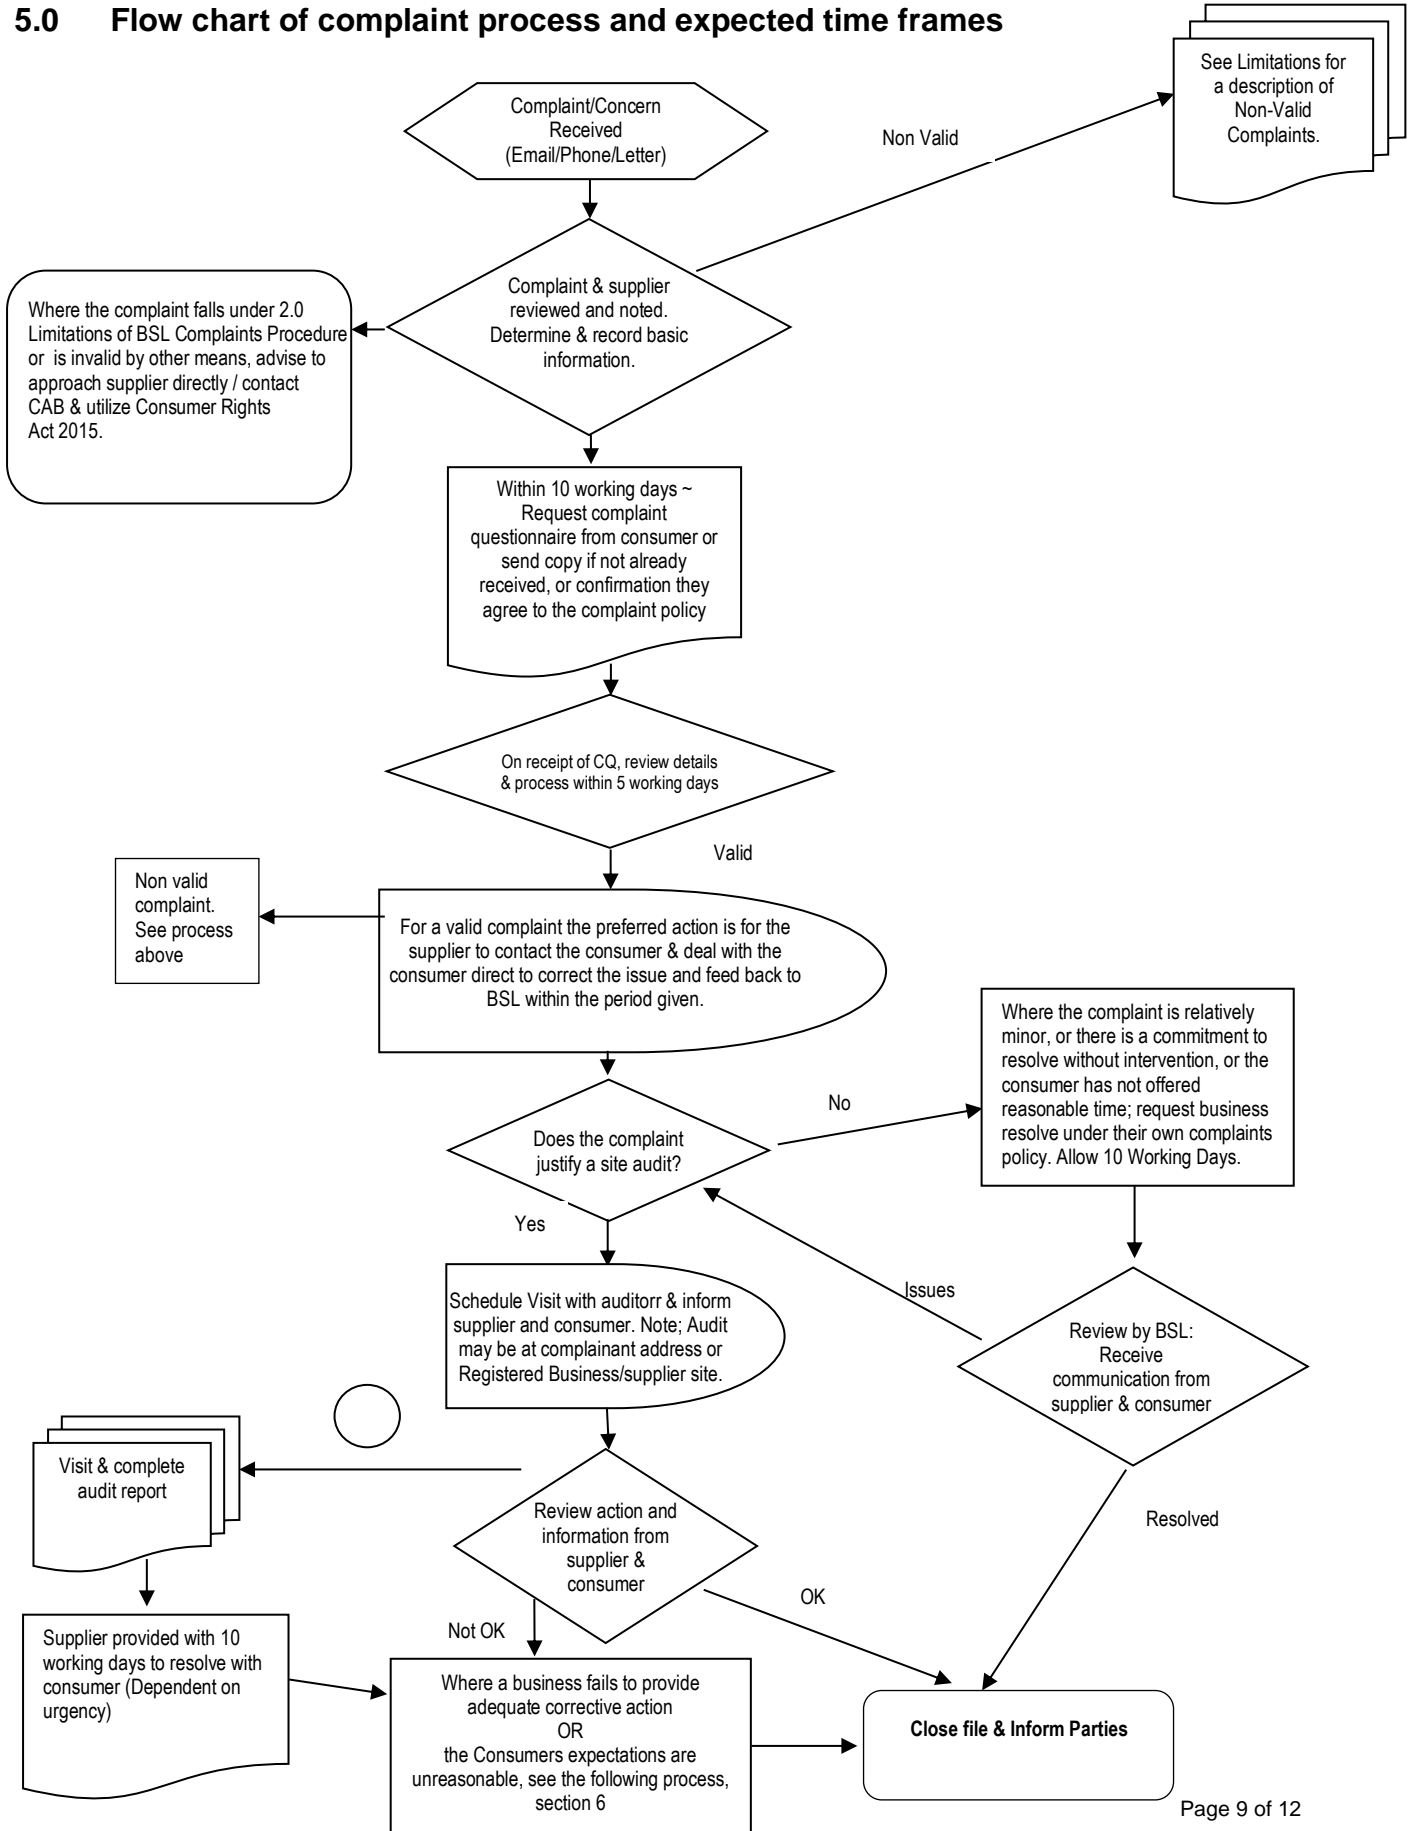 5.0 Flow chart of complaint process and expected time frames
See Limitations for
a description of
Non-Valid
Complaints.
Complaint/Concern
Received
(Email/Phone/Letter)
Non Valid
Complaint & supplier
reviewed and noted.
Determine & record basic
information.
Where the complaint falls under 2.0
Limitations of BSL Complaints Procedure
or is invalid by other means, advise to
approach supplier directly / contact
CAB & utilize Consumer Rights
Act 2015.
Within 10 working days ~
Request complaint
questionnaire from consumer or
send copy if not already
received, or confirmation they
agree to the complaint policy
On receipt of CQ, review details
& process within 5 working days
Valid
Non valid
complaint.
See process
above
For a valid complaint the preferred action is for the
supplier to contact the consumer & deal with the
consumer direct to correct the issue and feed back to
BSL within the period given.
Where the complaint is relatively
minor, or there is a commitment to
resolve without intervention, or the
consumer has not offered
reasonable time; request business
resolve under their own complaints
policy. Allow 10 Working Days.
No
Does the complaint
justify a site audit?
Yes
Issues
Schedule Visit with auditorr & inform
supplier and consumer. Note; Audit
may be at complainant address or
Registered Business/supplier site.
Review by BSL:
Receive
communication from
supplier & consumer
Visit & complete
audit report
Review action and
information from
supplier &
consumer
Resolved
OK
Not OK
Supplier provided with 10
working days to resolve with
consumer (Dependent on
urgency)
Where a business fails to provide
adequate corrective action
OR
the Consumers expectations are
unreasonable, see the following process,
section 6
Close file & Inform Parties
Page 9 of 12